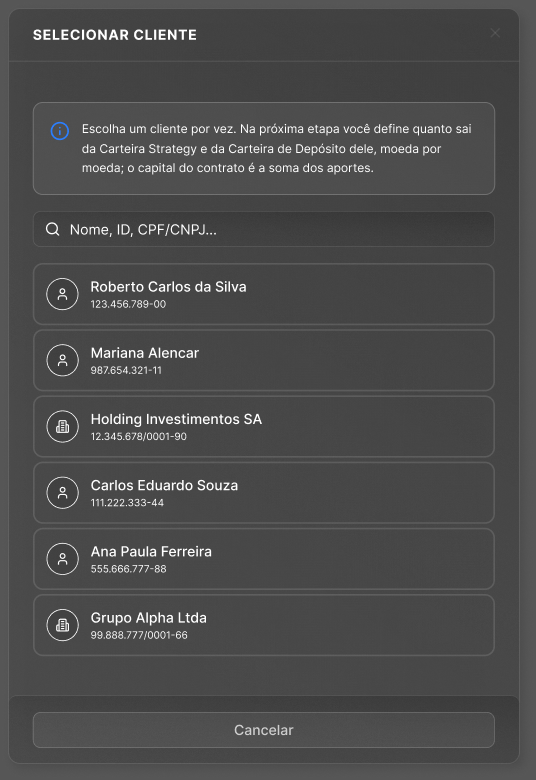 SELECIONAR CLIENTE
Escolha um cliente por vez. Na próxima etapa você define quanto sai
da Carteira Strategy e da Carteira de Depósito dele, moeda por
moeda; o capital do contrato é a soma dos aportes.
Nome, ID, CPF/CNPJ...
Roberto Carlos da Silva
123.456.789-00
Mariana Alencar
987.654.321-11
Holding Investimentos SA
12.345.678/0001-90
Carlos Eduardo Souza
111.222.333-44
Ana Paula Ferreira
555.666.777-88
Grupo Alpha Ltda
99.888.777/0001-66
Cancelar